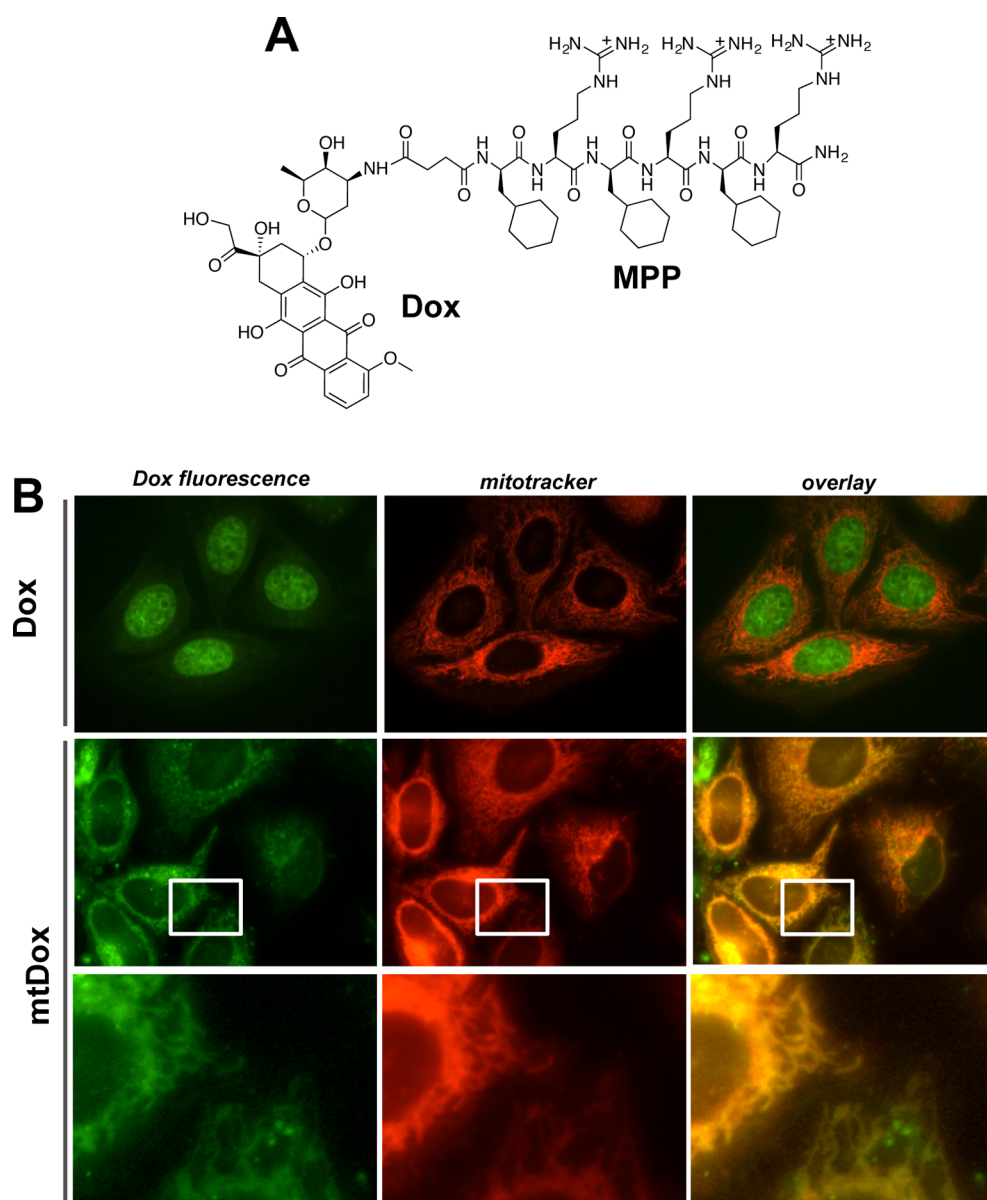 A
H₂N + NH₂ H₂N + NH₂ H₂N + NH₂
NH NH NH
OH O H O H O H O
NH N N N NH₂
O N O N O N O
H H H
O
HO OH O
O
OH
MPP
Dox
HO O
O O
B
Dox fluorescence mitotracker overlay
Dox
mtDox